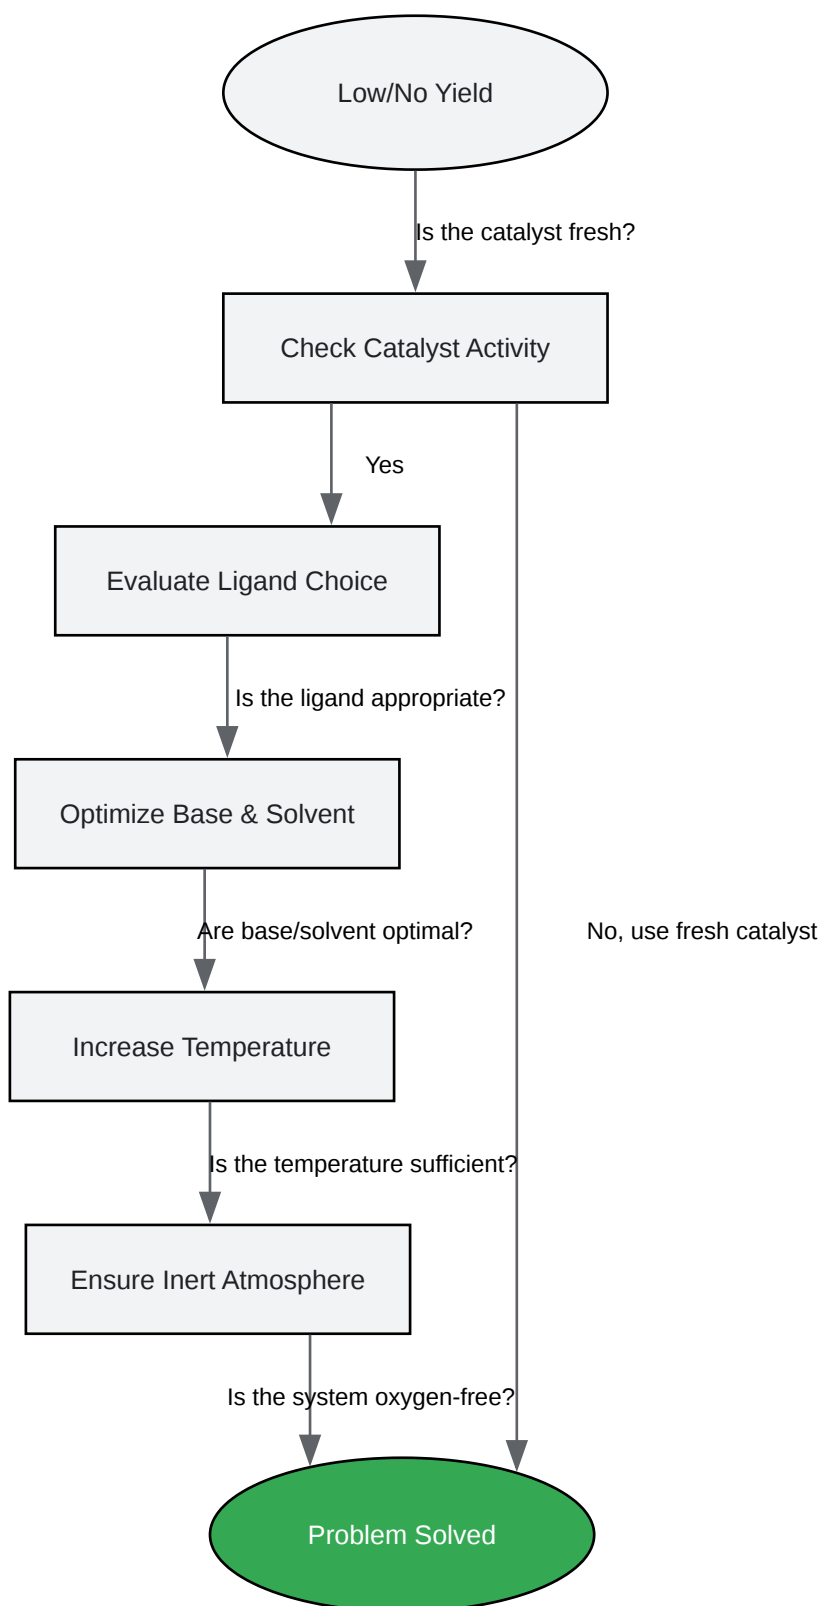 Low/No Yield
Is the catalyst fresh?
Check Catalyst Activity
Yes
Evaluate Ligand Choice
Is the ligand appropriate?
Optimize Base & Solvent
Are base/solvent optimal?
No, use fresh catalyst
Increase Temperature
Is the temperature sufficient?
Ensure Inert Atmosphere
Is the system oxygen-free?
Problem Solved